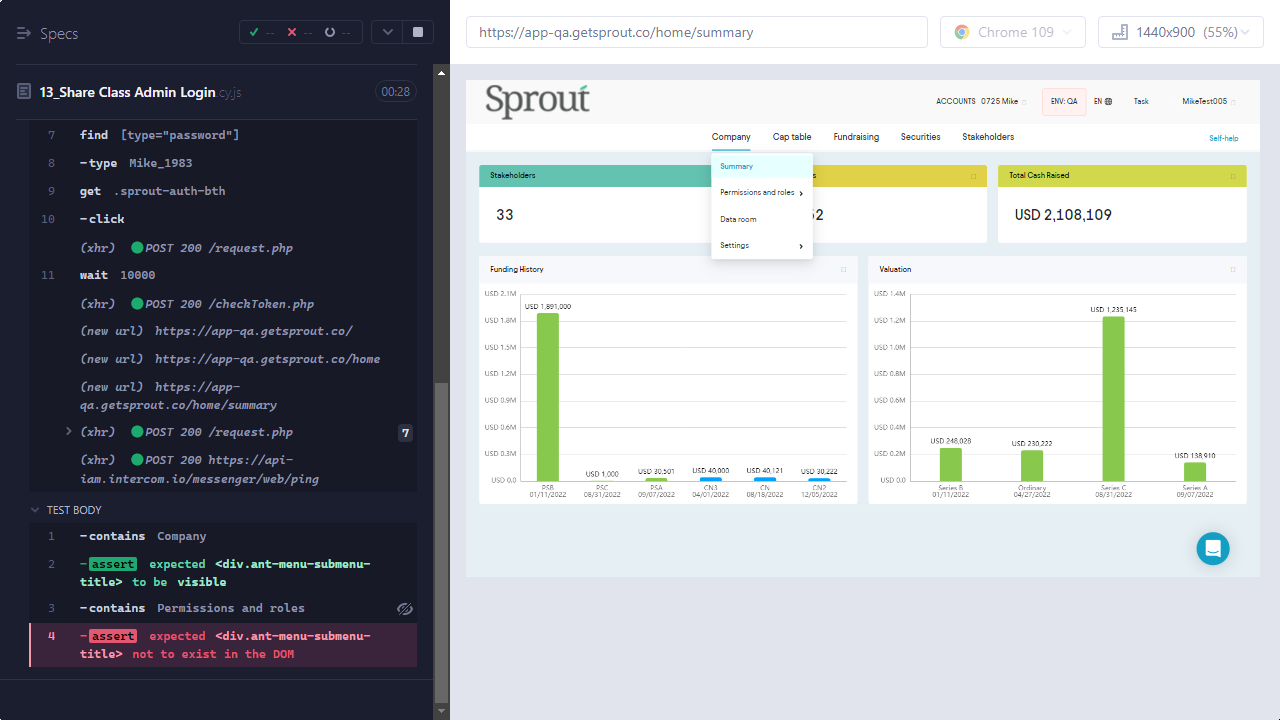 Specs
-- -- --
https://app-qa.getsprout.co/home/summary
Chrome 109
1440x900 (55%)
13_Share Class Admin Login.cy.js
00:28
7 find [type="password"]
8 -type Mike_1983
9 get .sprout-auth-bth
10 -click
(xhr) POST 200 /request.php
11 wait 10000
(xhr) POST 200 /checkToken.php
(new url) https://app-qa.getsprout.co/
(new url) https://app-qa.getsprout.co/home
(new url) https://app-
qa.getsprout.co/home/summary
(xhr) POST 200 /request.php 7
(xhr) POST 200 https://api-
iam.intercom.io/messenger/web/ping
TEST BODY
1 -contains Company
2 -assert expected <div.ant-menu-submenu-
title> to be visible
3 -contains Permissions and roles
4 -assert expected <div.ant-menu-submenu-
title> not to exist in the DOM
Sprout
ACCOUNTS 0725 Mike
ENV: QA
EN
Task
MikeTest005
Company
Cap table
Fundraising
Securities
Stakeholders
Self-help
Summary
Permissions and roles
Data room
Settings
Stakeholders
33
s
52
Total Cash Raised
USD 2,108,109
Funding History
USD 2.1M
USD 1.8M
USD 1.5M
USD 1.2M
USD 0.9M
USD 0.6M
USD 0.3M
USD 0.0
USD 1,891,000
USD 1,000
USD 30,501
USD 40,000
USD 40,121
USD 30,222
PSB
01/11/2022
PSC
08/31/2022
PSA
09/07/2022
CN3
04/01/2022
CN
08/18/2022
CN2
12/05/2022
Valuation
USD 1.4M
USD 1.2M
USD 1.0M
USD 0.8M
USD 0.6M
USD 0.4M
USD 0.2M
USD 0.0
USD 248,028
USD 230,222
USD 1,235,145
USD 138,910
Series B
01/11/2022
Ordinary
04/27/2022
Series C
08/31/2022
Series A
09/07/2022